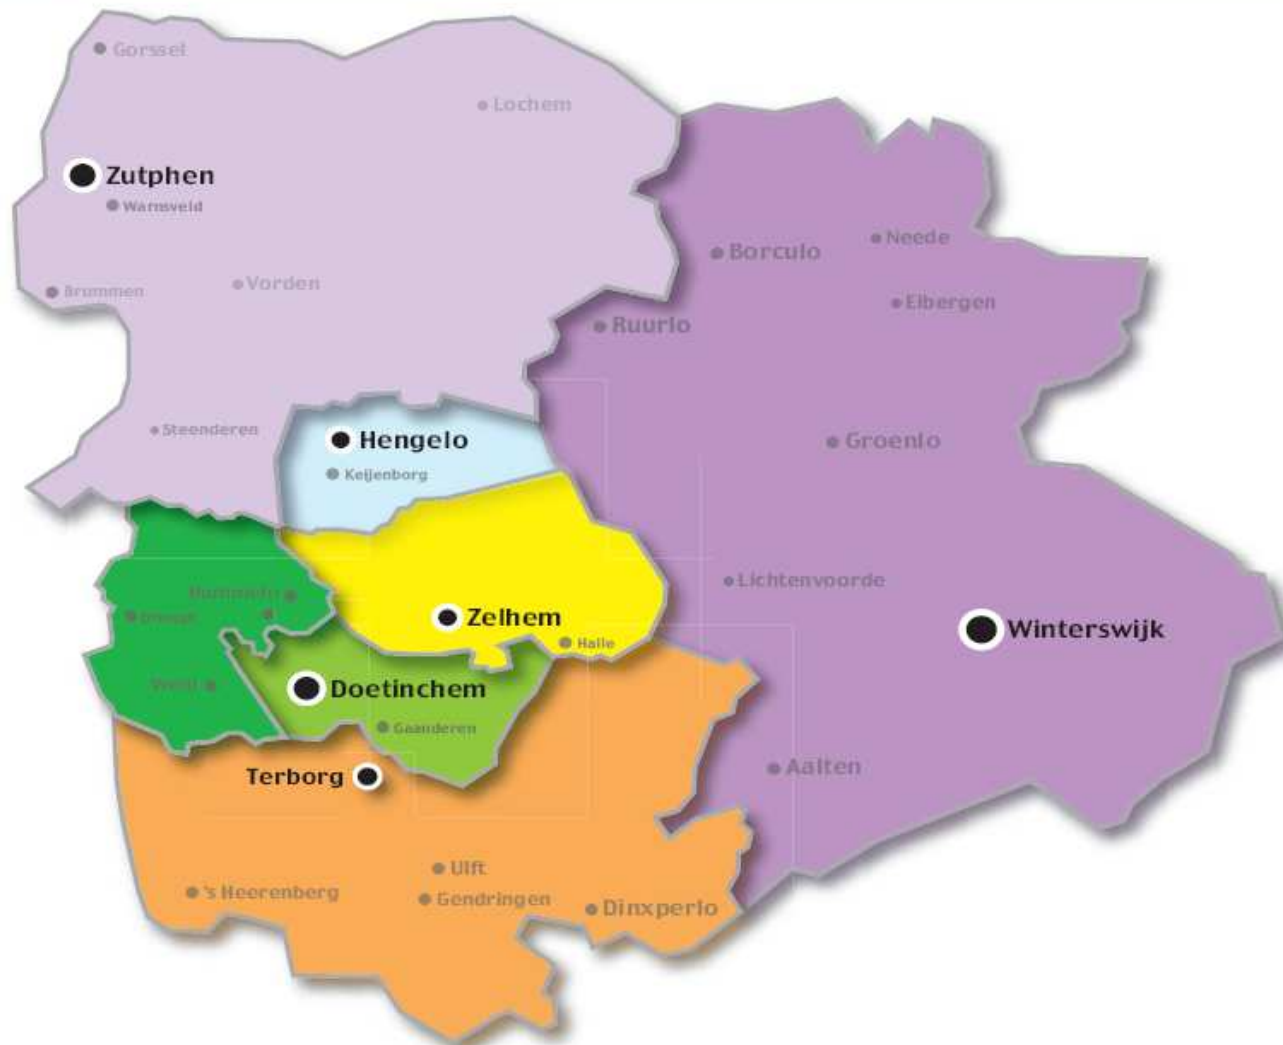 Gorssel
Lochem
Zutphen
Warnsveld
Borculo
Neede
Vorden
Brummen
Eibergen
Ruurlo
Steenderen
Hengelo
Groenlo
Keijenborg
Lichtenvoorde
Zelhem
Winterswijk
Halle
Wehl
Doetinchem
Gaanderen
Terborg
Aalten
Ulft
's Heerenberg
Gendringen
Dinxperlo